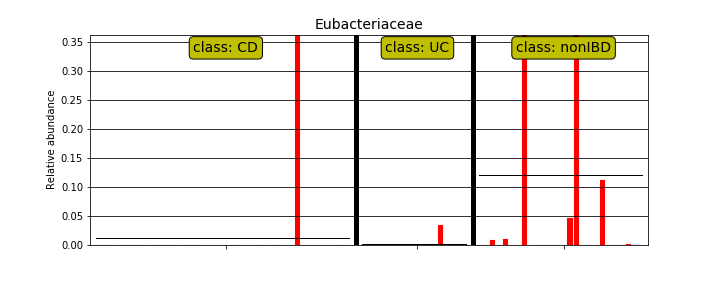 Eubacteriaceae
class: CD
class: UC
class: nonIBD
Relative abundance
0.35
0.30
0.25
0.20
0.15
0.10
0.05
0.00